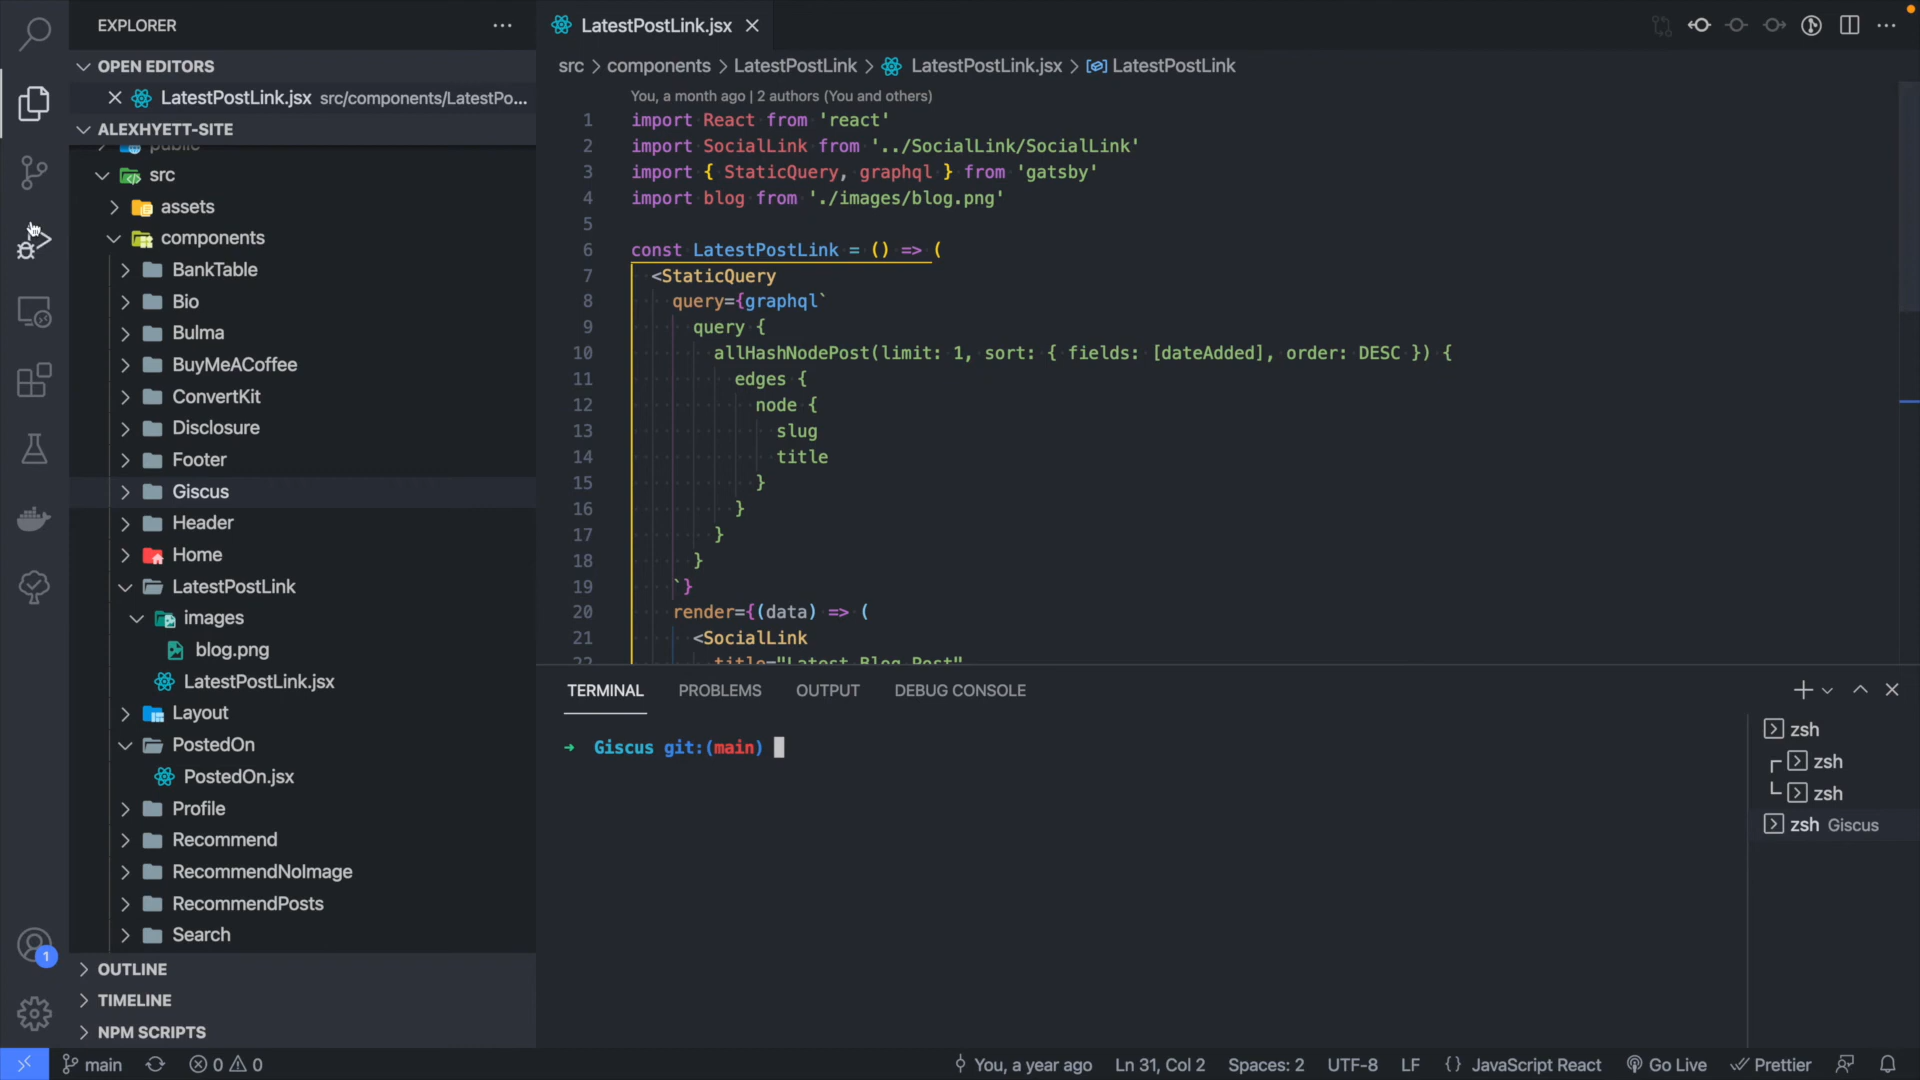 EXPLORER
OPEN EDITORS
LatestPostLink.jsx src/components/LatestPo...
ALEXHYETT-SITE
public
src
assets
components
BankTable
Bio
Bulma
BuyMeACoffee
ConvertKit
Disclosure
Footer
Giscus
Header
Home
LatestPostLink
images
blog.png
LatestPostLink.jsx
Layout
PostedOn
PostedOn.jsx
Profile
Recommend
RecommendNoImage
RecommendPosts
Search
OUTLINE
TIMELINE
NPM SCRIPTS
1
LatestPostLink.jsx
src > components > LatestPostLink > LatestPostLink.jsx > LatestPostLink
You, a month ago | 2 authors (You and others)
1 import React from 'react'
2 import SocialLink from '../SocialLink/SocialLink'
3 import { StaticQuery, graphql } from 'gatsby'
4 import blog from './images/blog.png'
5
6 const LatestPostLink = () => (
7 <StaticQuery
8 query={graphql`
9 query {
10 allHashNodePost(limit: 1, sort: { fields: [dateAdded], order: DESC }) {
11 edges {
12 node {
13 slug
14 title
15 }
16 }
17 }
18 }
19 `}
20 render={(data) => (
21 <SocialLink
22 title="Latest Blog Post"
TERMINAL PROBLEMS OUTPUT DEBUG CONSOLE
➜ Giscus git:(main)
zsh
zsh
zsh
zsh Giscus
main 0 0 You, a year ago Ln 31, Col 2 Spaces: 2 UTF-8 LF {} JavaScript React Go Live Prettier